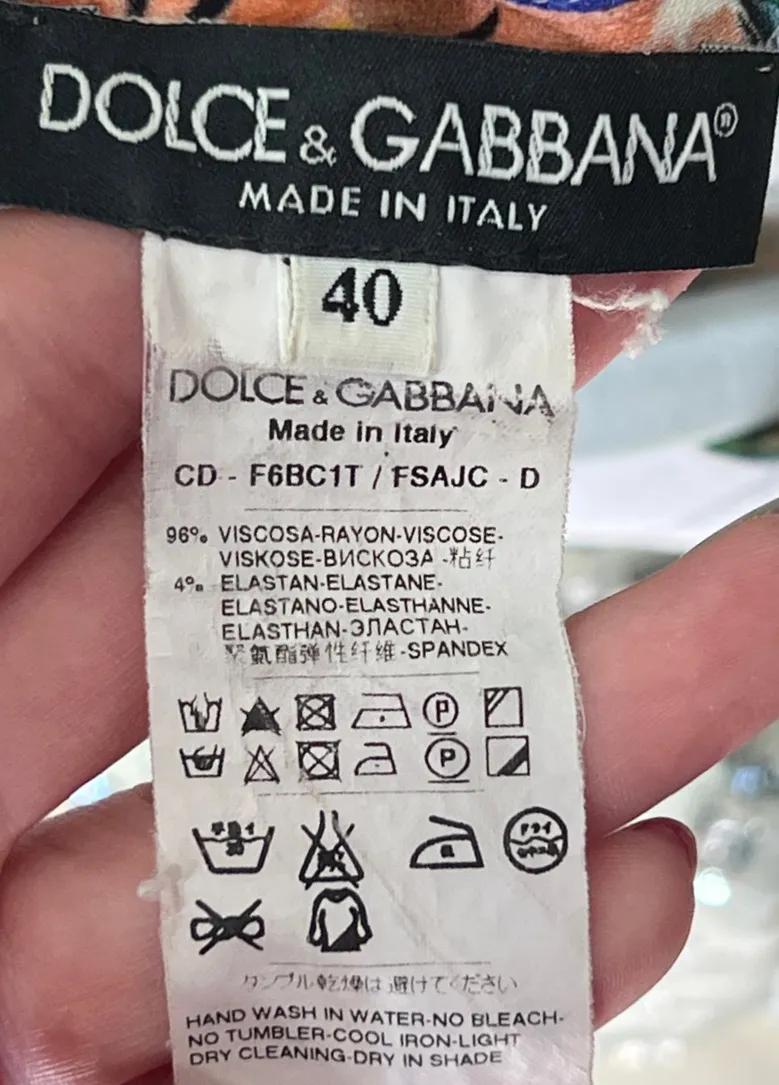 DOLCE & GABBANA®
MADE IN ITALY
40
DOLCE & GABBANA
Made in Italy
CD - F6BC1T / FSAJC - D
96% VISCOSA-RAYON-VISCOSE-
VISKOSE-ВИСКОЗА -粘纤
4% ELASTAN-ELASTANE-
ELASTANO-ELASTHANNE-
ELASTHAN-ЭЛАСТАН-
聚氨酯弹性纤维-SPANDEX
P
P
ドライ
タンブル乾燥は避けてください
HAND WASH IN WATER-NO BLEACH-
NO TUMBLER-COOL IRON-LIGHT
DRY CLEANING-DRY IN SHADE